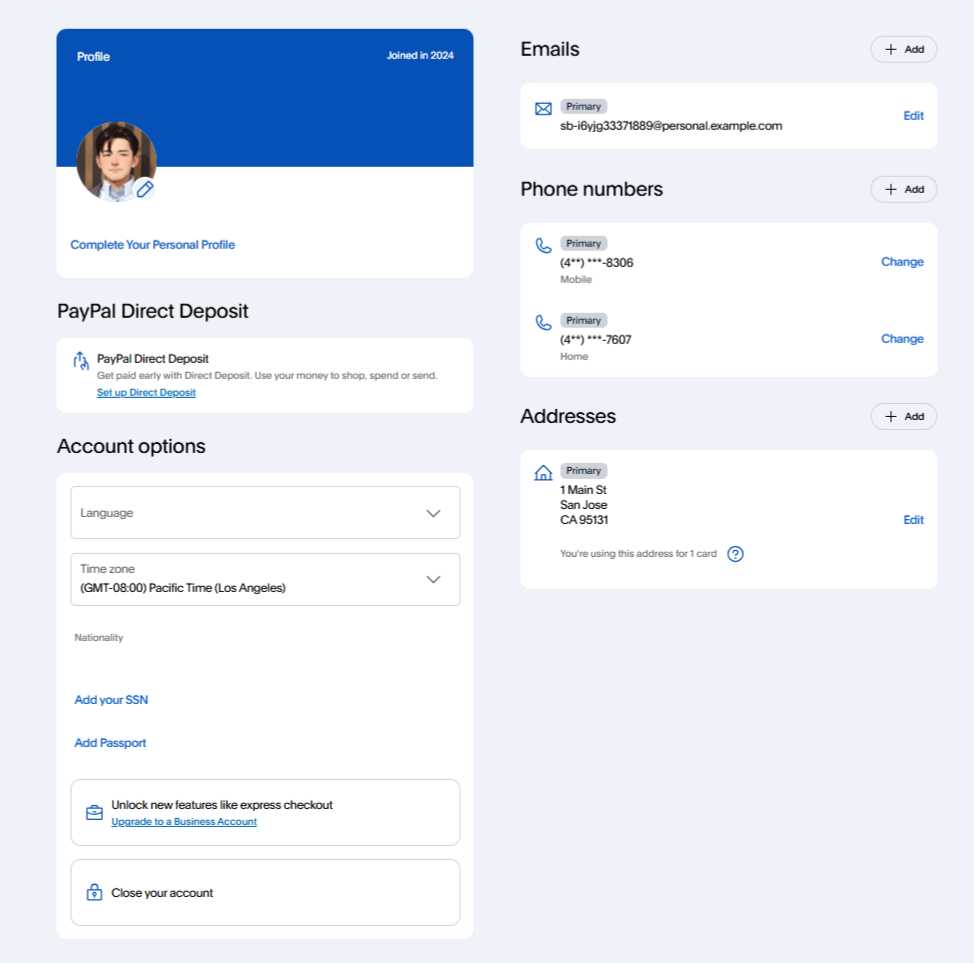 Profile
Joined in 2024
Complete Your Personal Profile
PayPal Direct Deposit
PayPal Direct Deposit
Get paid early with Direct Deposit. Use your money to shop, spend or send.
Set up Direct Deposit
Account options
Language
Time zone
(GMT-08:00) Pacific Time (Los Angeles)
Nationality
Add your SSN
Add Passport
Unlock new features like express checkout
Upgrade to a Business Account
Close your account
Emails
+ Add
Primary
sb-i6yjg33371889@personal.example.com
Edit
Phone numbers
+ Add
Primary
(4**) ***-8306
Mobile
Change
Primary
(4**) ***-7607
Home
Change
Addresses
+ Add
Primary
1 Main St
San Jose
CA 95131
Edit
You're using this address for 1 card ?